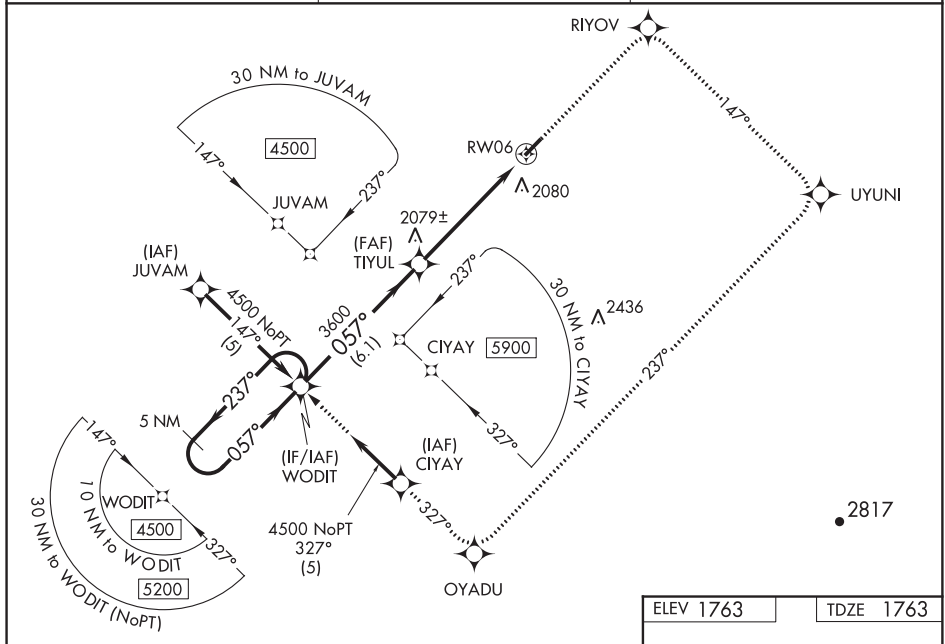 RIYOV
30 NM to JUVAM
4500
147°
237°
JUVAM
147°
RW06
2080
UYUNI
2079±
(FAF)
TIYUL
(IAF)
JUVAM
4500 NoPT
147°
(5)
3600
057°
(6.1)
237°
30 NM to CIYAY
CIYAY
5900
327°
2436
237°
237°
057°
5 NM
(IF/IAF)
WODIT
(IAF)
CIYAY
4500 NoPT
327°
(5)
327°
OYADU
147°
WODIT
4500
10 NM to WODIT
327°
5200
30 NM to WODIT (NoPT)
2817
ELEV 1763
TDZE 1763